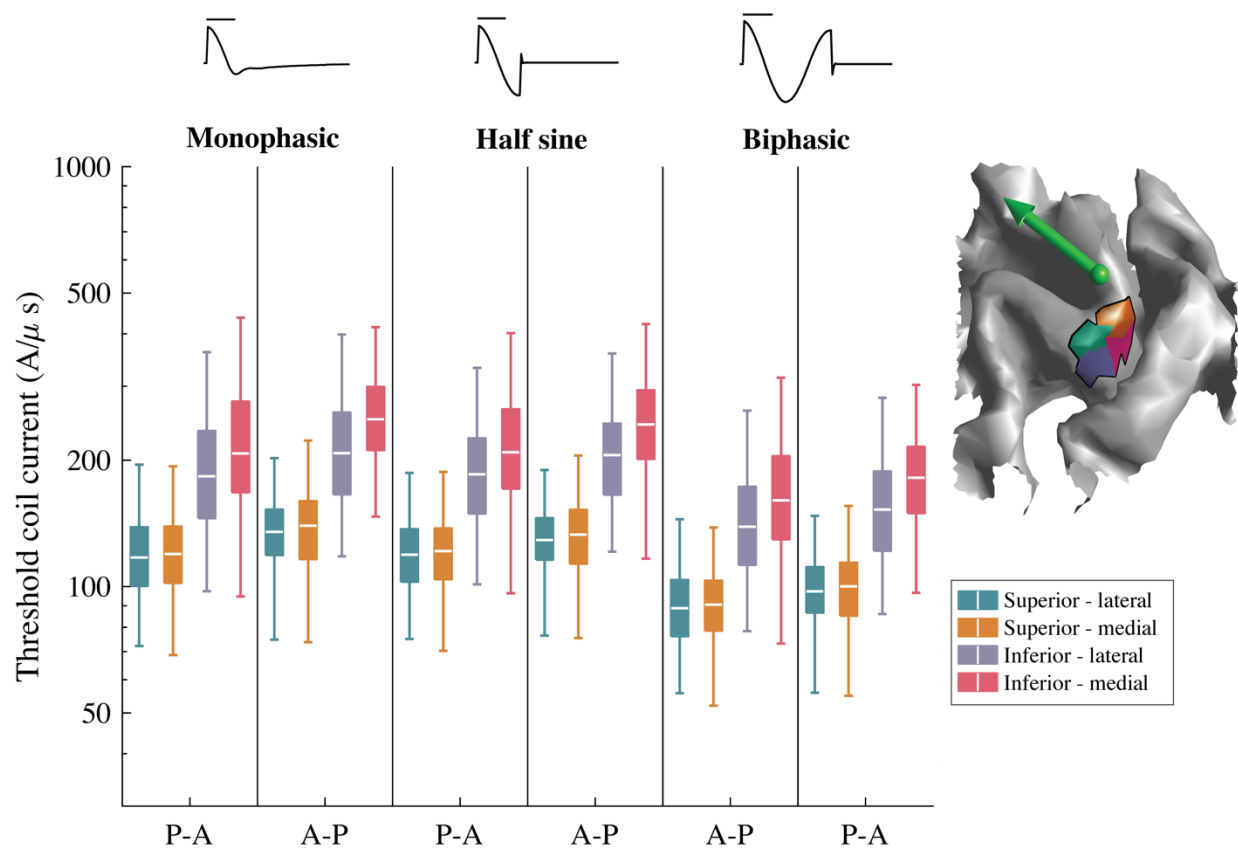 Monophasic
Half sine
Biphasic
Threshold coil current (A/μ s)
1000
500
200
100
50
P-A
A-P
P-A
A-P
A-P
P-A
Superior - lateral
Superior - medial
Inferior - lateral
Inferior - medial